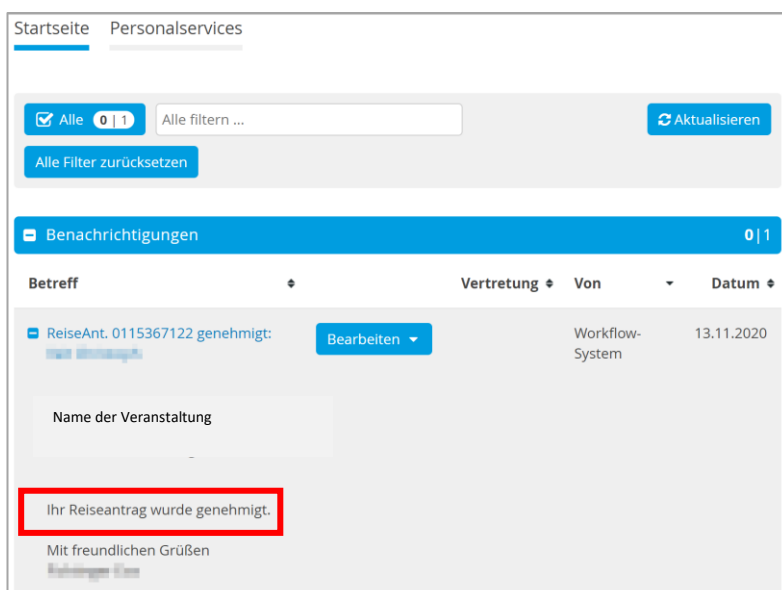 Startseite Personalservices
Alle 0 | 1 Alle filtern ... Aktualisieren
Alle Filter zurücksetzen
Benachrichtigungen 0|1
Betreff Vertretung Von Datum
ReiseAnt. 0115367122 genehmigt: Bearbeiten Workflow- 13.11.2020
System
Name der Veranstaltung
Ihr Reiseantrag wurde genehmigt.
Mit freundlichen Grüßen